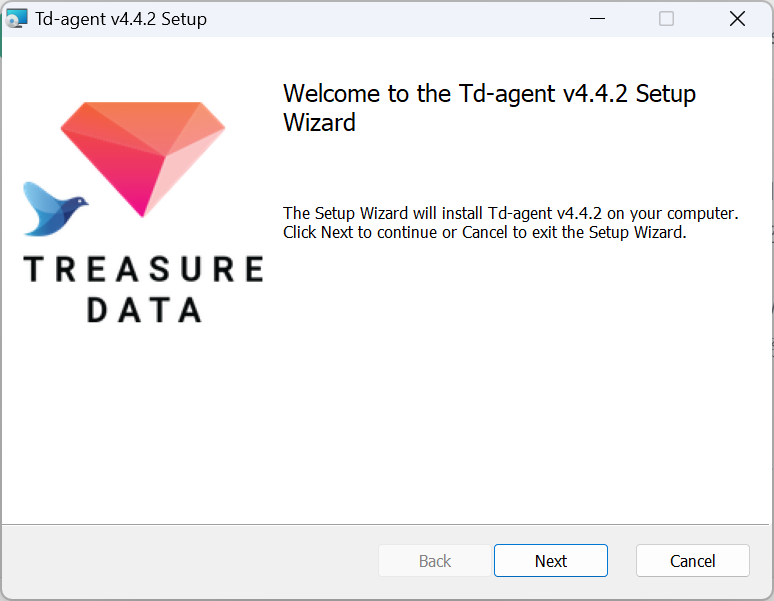 Td-agent v4.4.2 Setup
Welcome to the Td-agent v4.4.2 Setup
Wizard
TREASURE
DATA
The Setup Wizard will install Td-agent v4.4.2 on your computer.
Click Next to continue or Cancel to exit the Setup Wizard.
Back
Next
Cancel